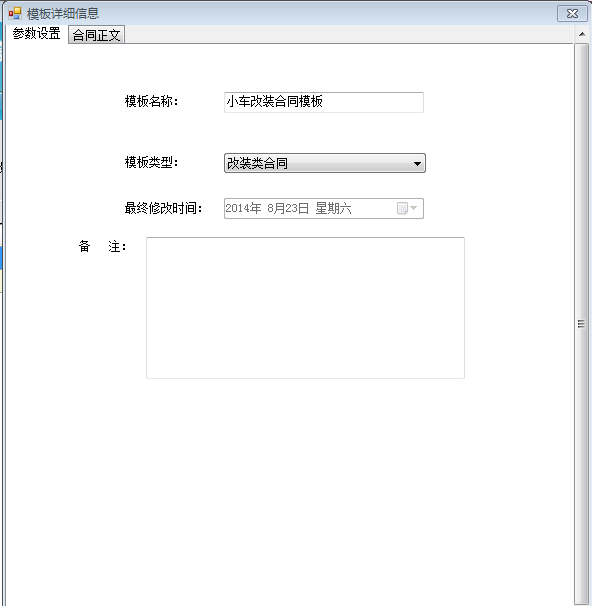 模板详细信息
参数设置 合同正文
模板名称： 小车改装合同模板
模板类型： 改装类合同
最终修改时间： 2014年 8月23日 星期六
备 注：